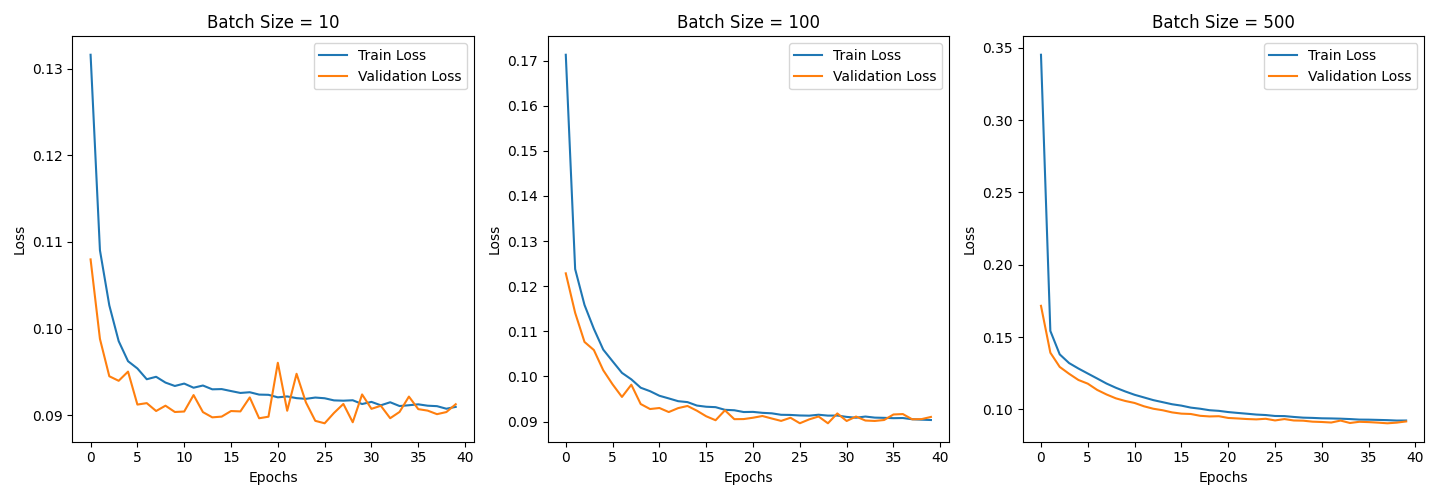 Batch Size = 10
Train Loss
Validation Loss
0.13
0.12
0.11
0.10
0.09
Loss
0 5 10 15 20 25 30 35 40
Epochs
Batch Size = 100
Train Loss
Validation Loss
0.17
0.16
0.15
0.14
0.13
0.12
0.11
0.10
0.09
Loss
0 5 10 15 20 25 30 35 40
Epochs
Batch Size = 500
Train Loss
Validation Loss
0.35
0.30
0.25
0.20
0.15
0.10
Loss
0 5 10 15 20 25 30 35 40
Epochs